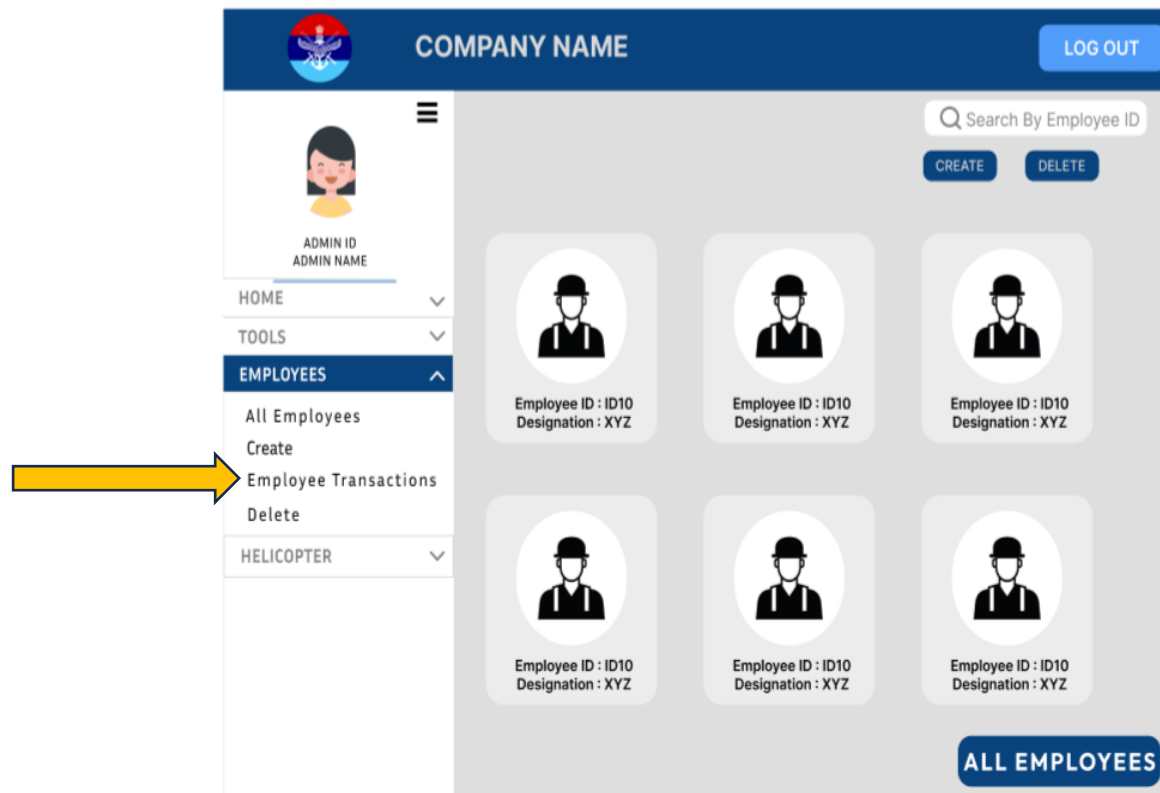 COMPANY NAME
LOG OUT
Search By Employee ID
CREATE
DELETE
ADMIN ID
ADMIN NAME
HOME
TOOLS
EMPLOYEES
All Employees
Create
Employee Transactions
Delete
HELICOPTER
Employee ID : ID10
Designation : XYZ
Employee ID : ID10
Designation : XYZ
Employee ID : ID10
Designation : XYZ
Employee ID : ID10
Designation : XYZ
Employee ID : ID10
Designation : XYZ
Employee ID : ID10
Designation : XYZ
ALL EMPLOYEES